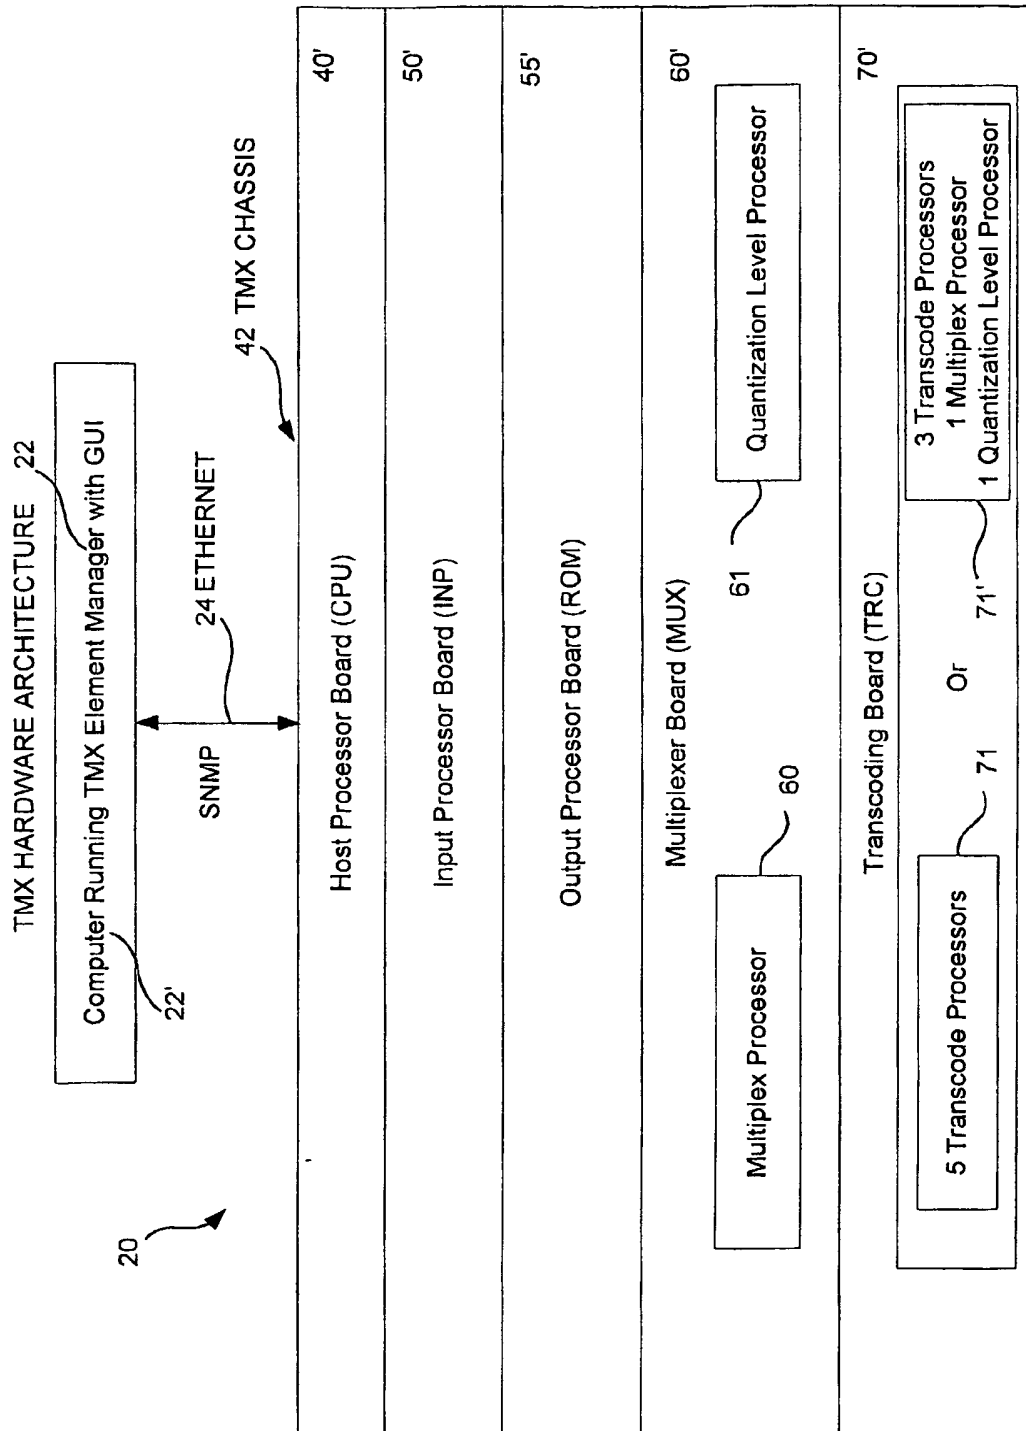 TMX HARDWARE ARCHITECTURE
22
Computer Running TMX Element Manager with GUI
22'
20
SNMP
24 ETHERNET
42 TMX CHASSIS
Host Processor Board (CPU)
40'
Input Processor Board (INP)
50'
Output Processor Board (ROM)
55'
Multiplexer Board (MUX)
60'
Multiplex Processor
60
61
Quantization Level Processor
Transcoding Board (TRC)
70'
5 Transcode Processors
71
Or
71'
3 Transcode Processors
1 Multiplex Processor
1 Quantization Level Processor